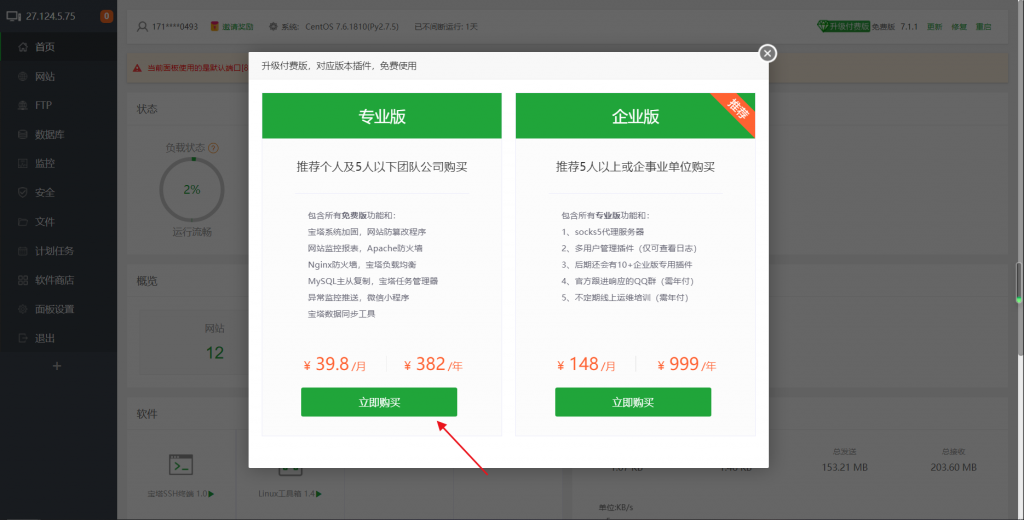 27.124.5.75
0
首页
网站
FTP
数据库
监控
安全
文件
计划任务
软件商店
面板设置
退出
171****0493
邀请奖励
系统: CentOS 7.6.1810(Py2.7.5)
已不间断运行: 1天
升级付费版
免费版
7.1.1
更新
修复
重启
当前面板使用的是默认端口[8
状态
负载状态
2%
运行流畅
概览
网站
12
软件
宝塔SSH终端 1.0
Linux工具箱 1.4
升级付费版，对应版本插件，免费使用
专业版
推荐个人及5人以下团队公司购买
包含所有免费版功能和:
宝塔系统加固，网站防篡改程序
网站监控报表，Apache防火墙
Nginx防火墙，宝塔负载均衡
MySQL主从复制，宝塔任务管理器
异常监控推送，微信小程序
宝塔数据同步工具
¥ 39.8 /月
¥ 382 /年
立即购买
企业版
推荐
推荐5人以上或企事业单位购买
包含所有专业版功能和:
1、socks5代理服务器
2、多用户管理插件（仅可查看日志）
3、后期还会有10+企业版专用插件
4、官方跟进响应的QQ群（需年付）
5、不定期线上运维培训（需年付）
¥ 148 /月
¥ 999 /年
立即购买
总发送
153.21 MB
总接收
203.60 MB
单位:KB/s